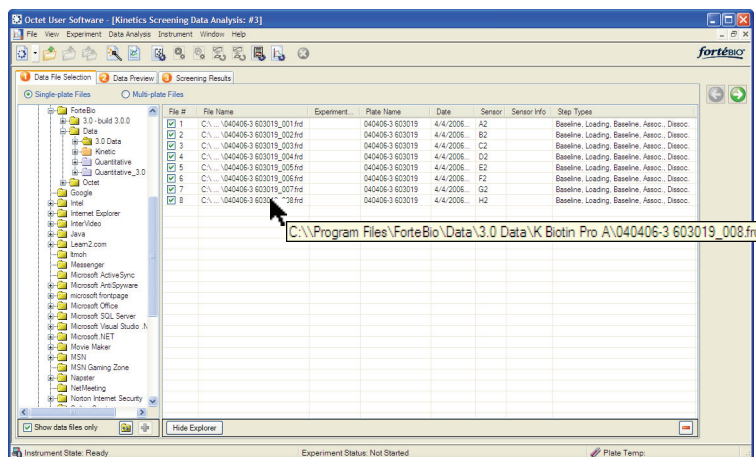 Octet User Software - [Kinetics Screening Data Analysis: #3]
File View Experiment Data Analysis Instrument Window Help
fortéBIO
1 Data File Selection 2 Data Preview 3 Screening Results
Single-plate Files Multi-plate Files
ForteBio
3.0 - build 3.0.0
Data
3.0 Data
Kinetic
Quantitative
Quantitative_3.0
Octet
Google
Intel
Internet Explorer
InterVideo
Java
Learn2.com
ltmoh
Messenger
Microsoft ActiveSync
Microsoft AntiSpyware
microsoft frontpage
Microsoft Office
Microsoft SQL Server
Microsoft Visual Studio .N
Microsoft.NET
Movie Maker
MSN
MSN Gaming Zone
Napster
NetMeeting
Norton Internet Security
File # File Name Experiment... Plate Name Date Sensor Sensor Info Step Types
1 C:\ ... \040406-3 603019_001.frd 040406-3 603019 4/4/2006... A2 Baseline, Loading, Baseline, Assoc., Dissoc.
2 C:\ ... \040406-3 603019_002.frd 040406-3 603019 4/4/2006... B2 Baseline, Loading, Baseline, Assoc., Dissoc.
3 C:\ ... \040406-3 603019_003.frd 040406-3 603019 4/4/2006... C2 Baseline, Loading, Baseline, Assoc., Dissoc.
4 C:\ ... \040406-3 603019_004.frd 040406-3 603019 4/4/2006... D2 Baseline, Loading, Baseline, Assoc., Dissoc.
5 C:\ ... \040406-3 603019_005.frd 040406-3 603019 4/4/2006... E2 Baseline, Loading, Baseline, Assoc., Dissoc.
6 C:\ ... \040406-3 603019_006.frd 040406-3 603019 4/4/2006... F2 Baseline, Loading, Baseline, Assoc., Dissoc.
7 C:\ ... \040406-3 603019_007.frd 040406-3 603019 4/4/2006... G2 Baseline, Loading, Baseline, Assoc., Dissoc.
8 C:\ ... \040406-3 603019_008.frd 040406-3 603019 4/4/2006... H2 Baseline, Loading, Baseline, Assoc., Dissoc.
C:\\Program Files\ForteBio\Data\3.0 Data\K Biotin Pro A\040406-3 603019_008.fr
Show data files only Hide Explorer
Instrument State: Ready Experiment Status: Not Started Plate Temp: